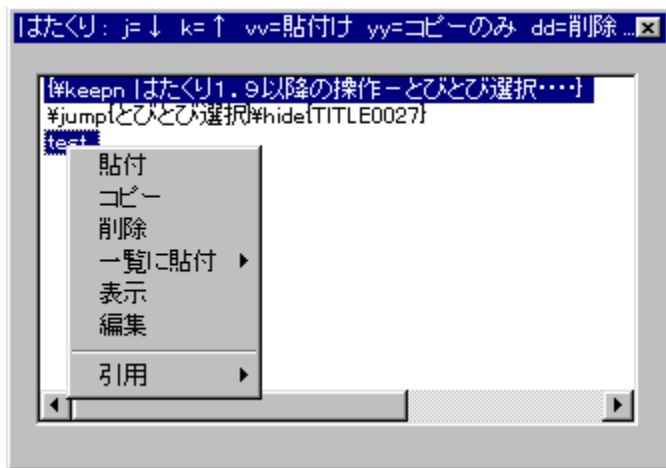 はたくり: j=↓ k=↑ vv=貼付け yy=コピーのみ dd=削除 ...
{¥keepn はたくり1.9以降の操作-とびとび選択････}
¥jump{とびとび選択}¥hide{TITLE0027}
test
貼付
コピー
削除
一覧に貼付
表示
編集
引用